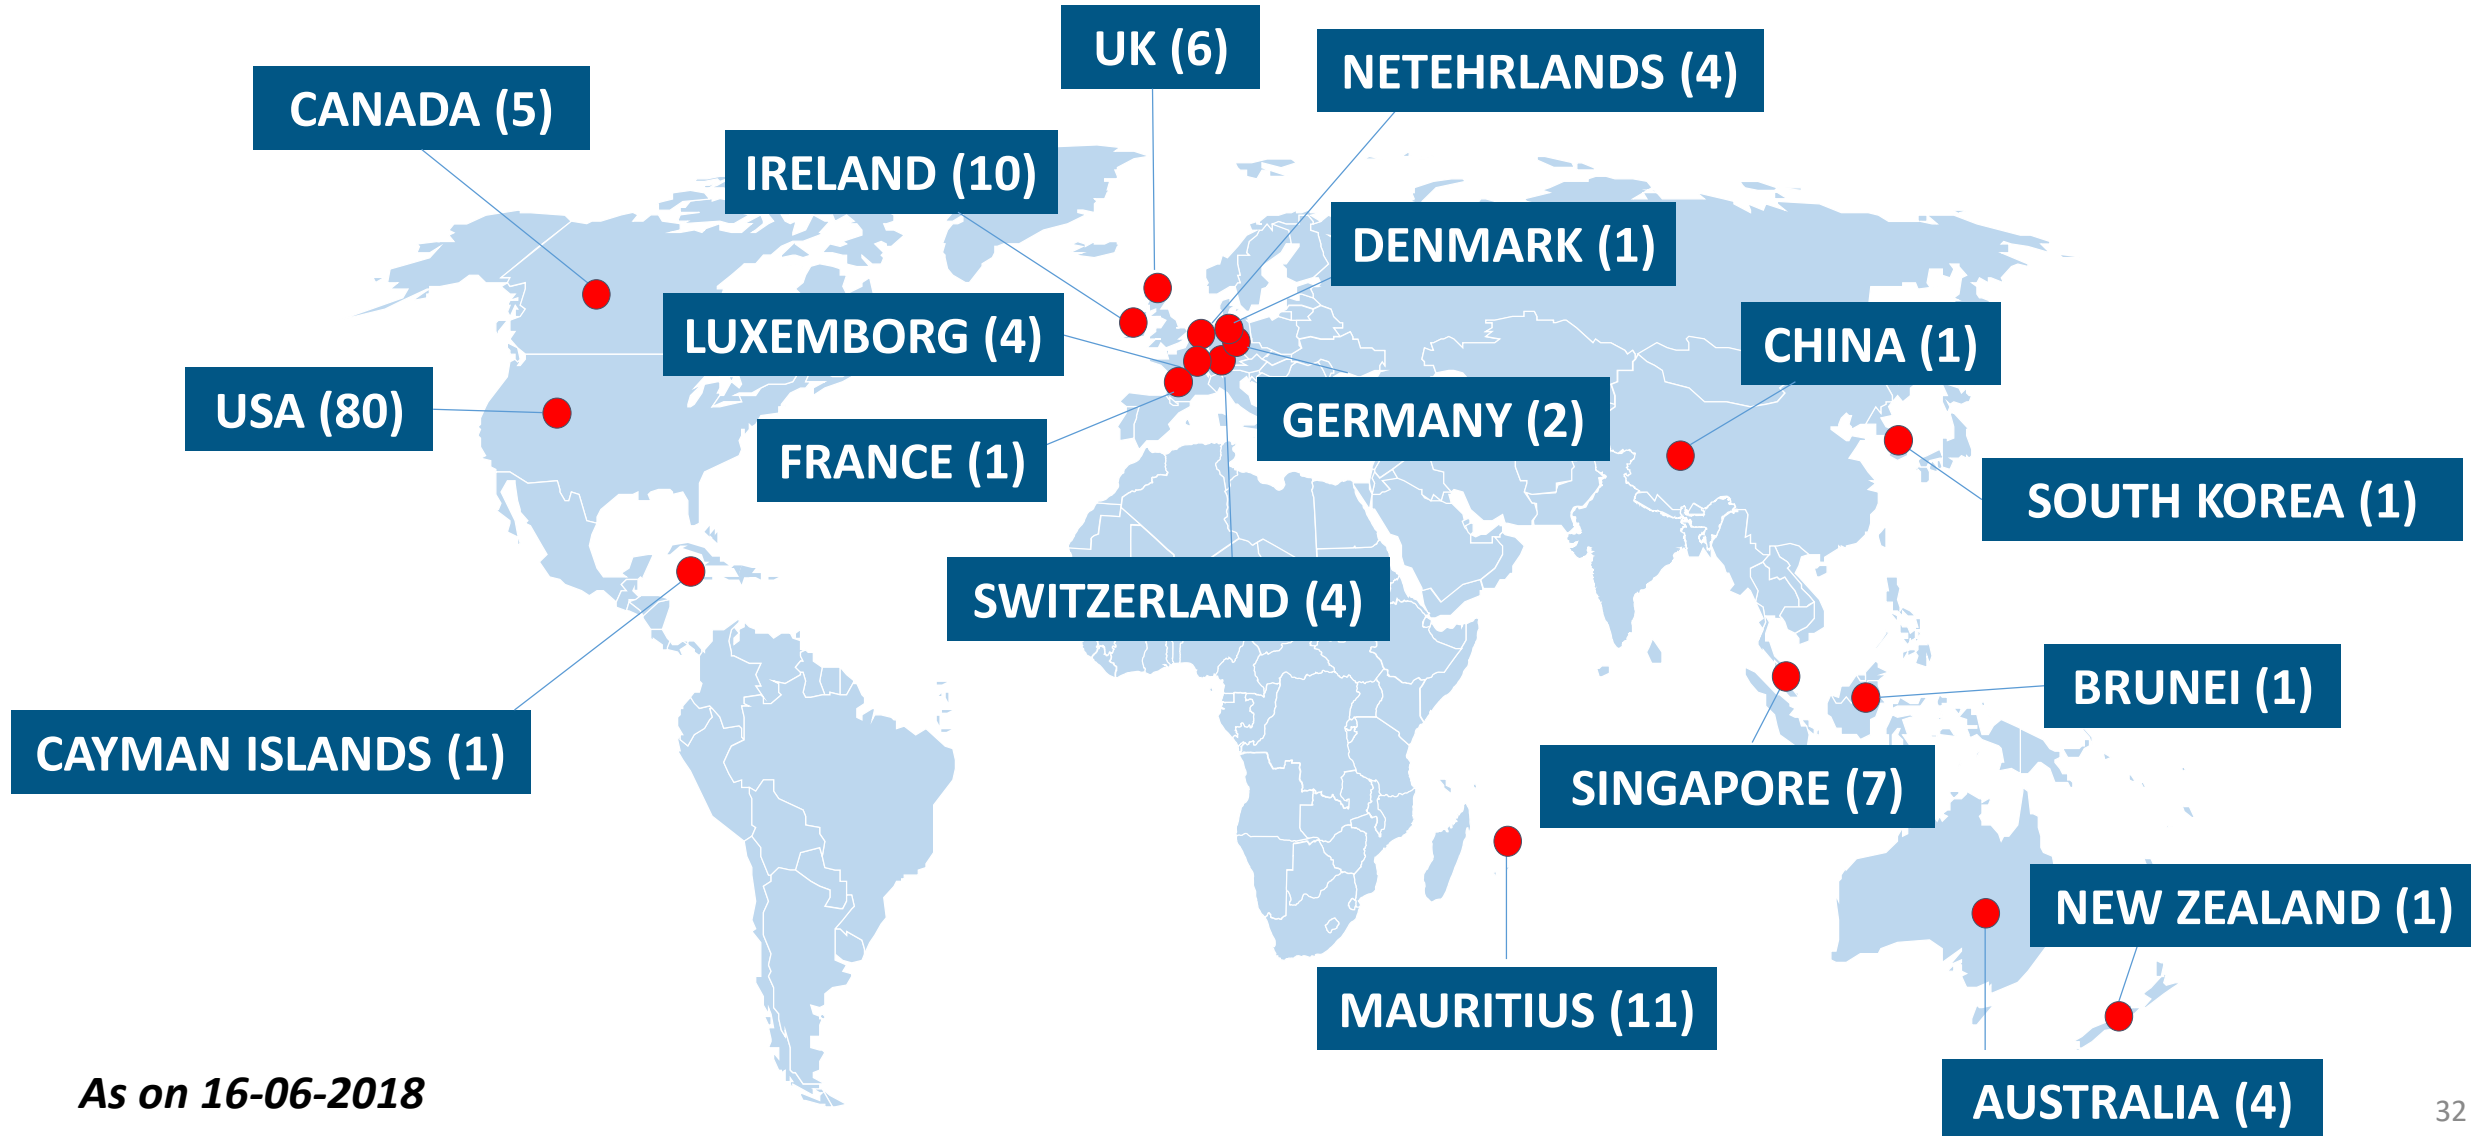 UK (6)
NETEHRLANDS (4)
CANADA (5)
IRELAND (10)
DENMARK (1)
LUXEMBORG (4)
CHINA (1)
USA (80)
GERMANY (2)
FRANCE (1)
SOUTH KOREA (1)
SWITZERLAND (4)
BRUNEI (1)
CAYMAN ISLANDS (1)
SINGAPORE (7)
NEW ZEALAND (1)
MAURITIUS (11)
As on 16-06-2018
AUSTRALIA (4)
32